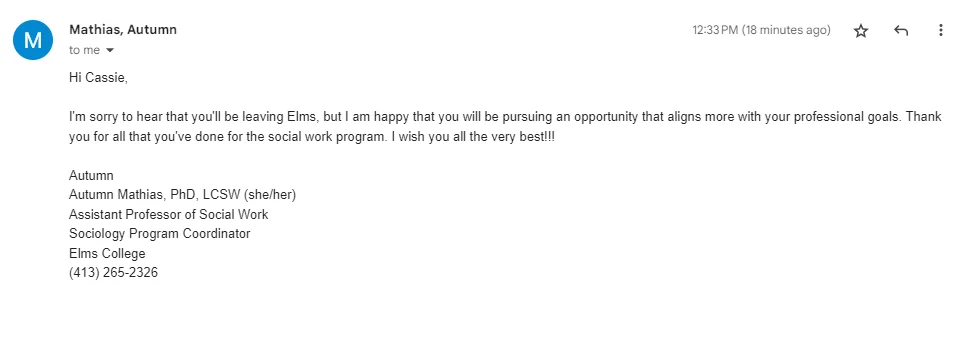 M
Mathias, Autumn
12:33 PM (18 minutes ago)
to me
Hi Cassie,
I'm sorry to hear that you'll be leaving Elms, but I am happy that you will be pursuing an opportunity that aligns more with your professional goals. Thank
you for all that you've done for the social work program. I wish you all the very best!!!
Autumn
Autumn Mathias, PhD, LCSW (she/her)
Assistant Professor of Social Work
Sociology Program Coordinator
Elms College
(413) 265-2326